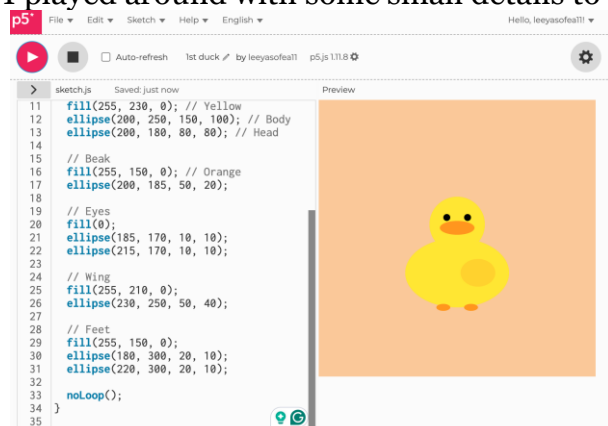 I played around with some small details to
p5* File Edit Sketch Help English Hello, leeyasofea11!
Auto-refresh 1st duck by leeyasofea11 p5.js 1.11.8
> sketch.js Saved: just now Preview
11 fill(255, 230, 0); // Yellow
12 ellipse(200, 250, 150, 100); // Body
13 ellipse(200, 180, 80, 80); // Head
14
15 // Beak
16 fill(255, 150, 0); // Orange
17 ellipse(200, 185, 50, 20);
18
19 // Eyes
20 fill(0);
21 ellipse(185, 170, 10, 10);
22 ellipse(215, 170, 10, 10);
23
24 // Wing
25 fill(255, 210, 0);
26 ellipse(230, 250, 50, 40);
27
28 // Feet
29 fill(255, 150, 0);
30 ellipse(180, 300, 20, 10);
31 ellipse(220, 300, 20, 10);
32
33 noLoop();
34 }
35